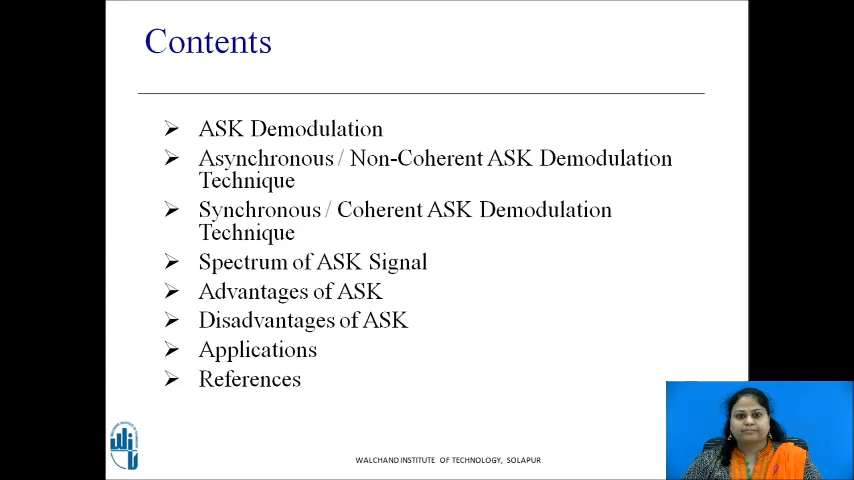 Contents
ASK Demodulation
Asynchronous / Non-Coherent ASK Demodulation
Technique
Synchronous / Coherent ASK Demodulation
Technique
Spectrum of ASK Signal
Advantages of ASK
Disadvantages of ASK
Applications
References
WALCHAND INSTITUTE OF TECHNOLOGY, SOLAPUR